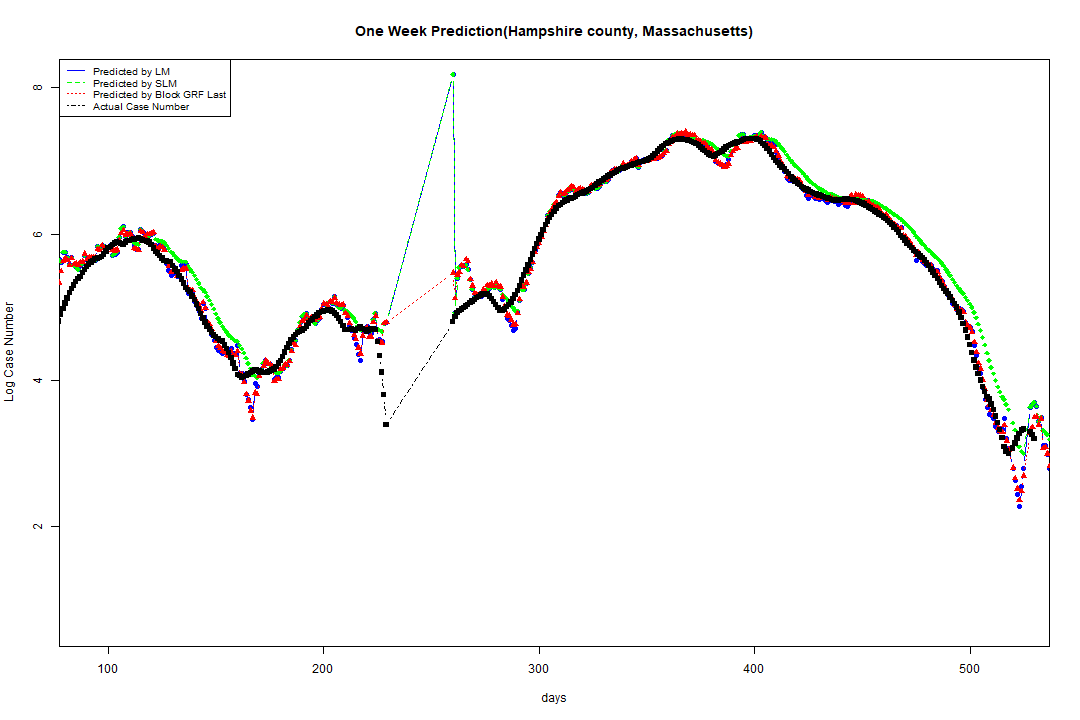 One Week Prediction(Hampshire county, Massachusetts)
Predicted by LM
Predicted by SLM
Predicted by Block GRF Last
Actual Case Number
8
6
4
2
Log Case Number
100 200 300 400 500
days